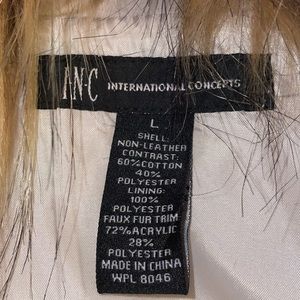 I·N·C INTERNATIONAL CONCEPTS
L
SHELL:
NON-LEATHER
CONTRAST:
60%COTTON
40%
POLYESTER
LINING:
100%
POLYESTER
FAUX FUR TRIM
72%ACRYLIC
28%
POLYESTER
MADE IN CHINA
WPL 8046